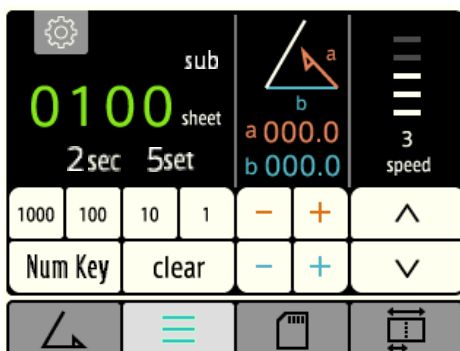 sub
0100 sheet
2sec 5set
a
b
a 000.0
b 000.0
3
speed
1000 100 10 1 − +
Num Key clear − +